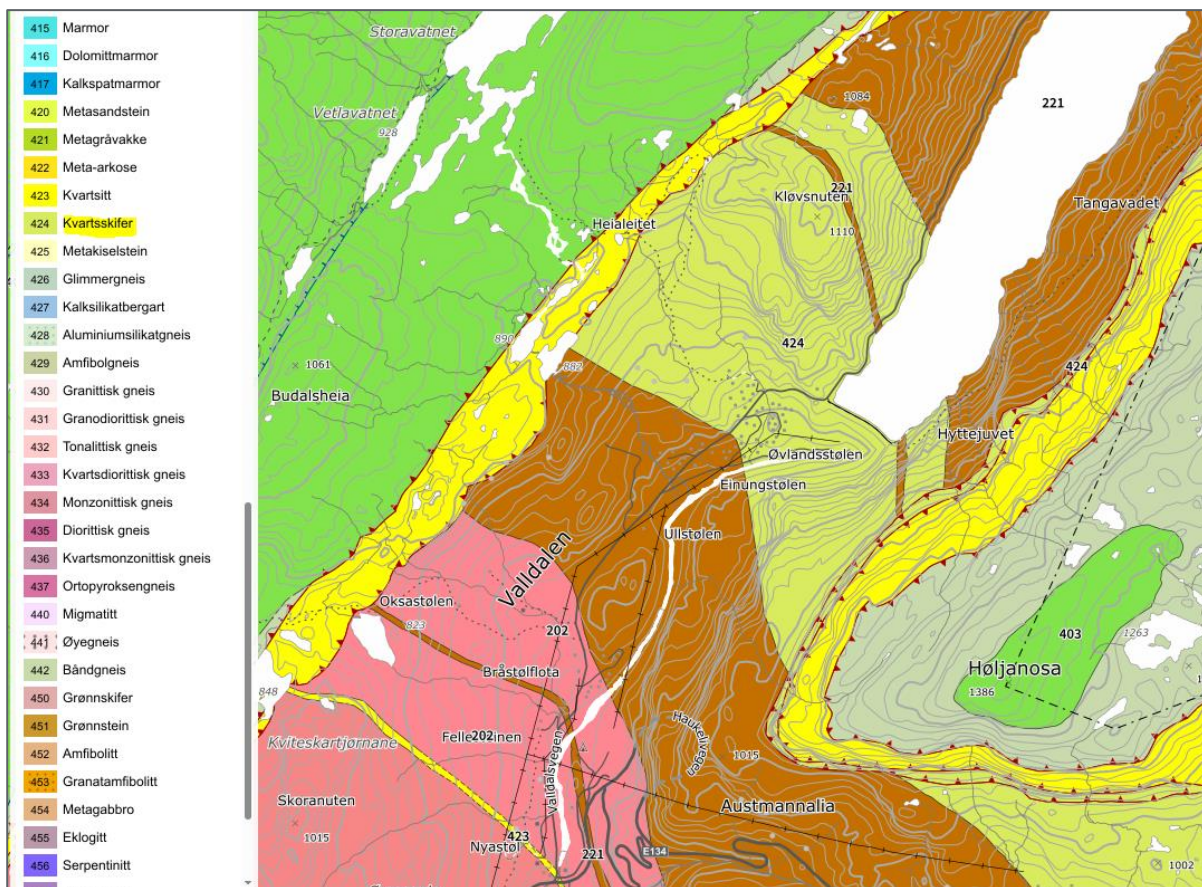 415 Marmor
416 Dolomittmarmor
417 Kalkspatmarmor
420 Metasandstein
421 Metagråvakke
422 Meta-arkose
423 Kvartsitt
424 Kvartsskifer
425 Metakiselstein
426 Glimmergneis
427 Kalksilikatbergart
428 Aluminiumsilikatgneis
429 Amfibolgneis
430 Granittisk gneis
431 Granodiorittisk gneis
432 Tonalittisk gneis
433 Kvartsdiorittisk gneis
434 Monzonittisk gneis
435 Diorittisk gneis
436 Kvartsmonzonittisk gneis
437 Ortopyroksengneis
440 Migmatitt
441 Øyegneis
442 Båndgneis
450 Grønnskifer
451 Grønnstein
452 Amfibolitt
453 Granatamfibolitt
454 Metagabbro
455 Eklogitt
456 Serpentinitt
Storavatnet
Vetlavatnet
928
1084
221
221
Kløvsnuten
1110
Tangavadet
Heialeitet
890
882
424
424
1061
Budalsheia
Hyttejuvet
Øvlandsstølen
Einungstølen
Ullstølen
Valldalen
Oksastølen
823
202
403
1263
Høljanosa
1386
Bråstølflota
848
Kviteskartjørnane
202
Valldalsvegen
Haukelivegen
1015
Skoranuten
1015
Austmannalia
423
Nyastøl
221
E134
1002